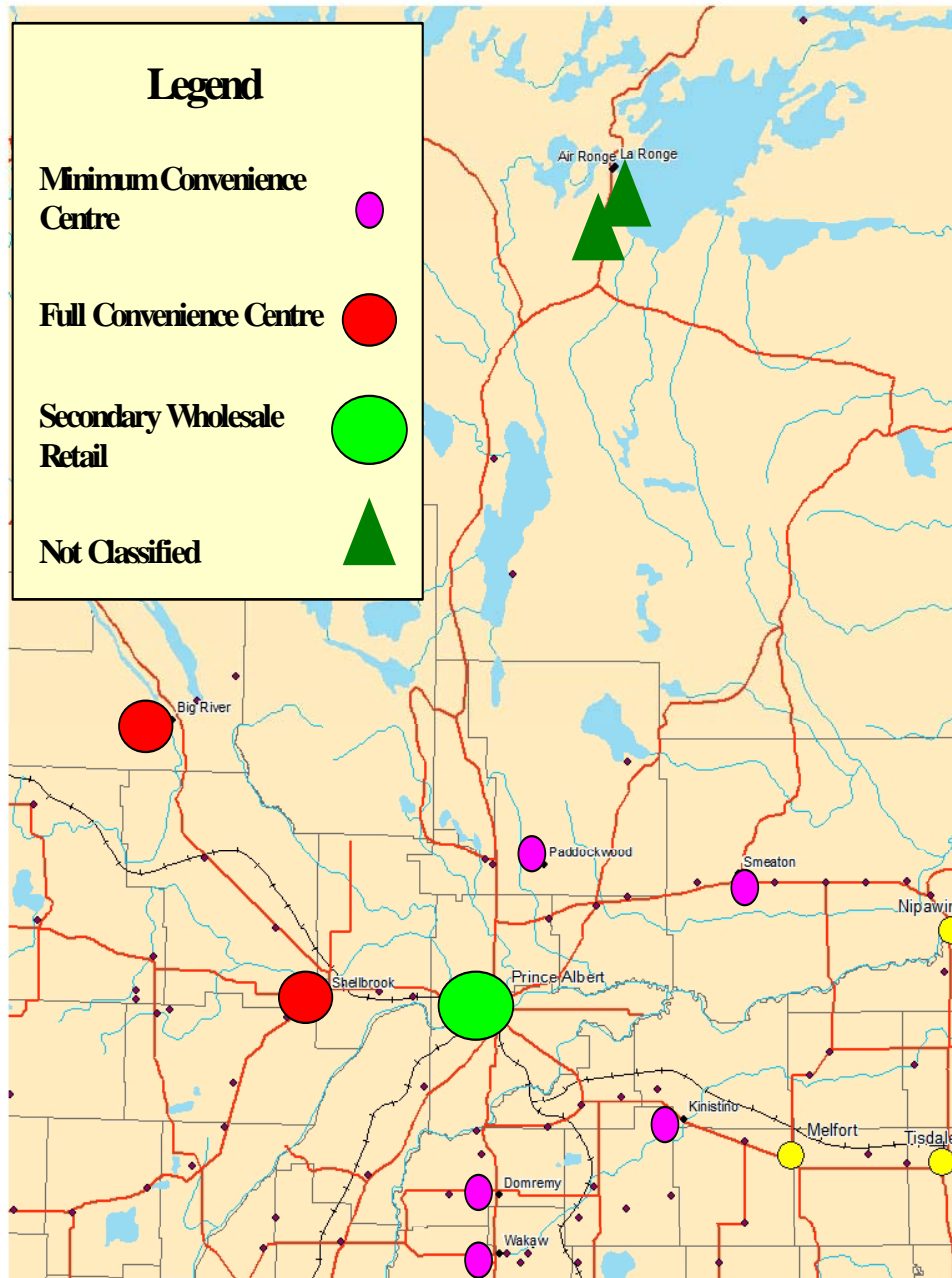 Legend
Minimum Convenience
Centre
Full Convenience Centre
Secondary Wholesale
Retail
Not Classified
Air Ronge La Ronge
Big River
Paddockwood
Smeaton
Nipawin
Shellbrook
Prince Albert
Kinistino
Melfort
Tisdale
Domremy
Wakaw